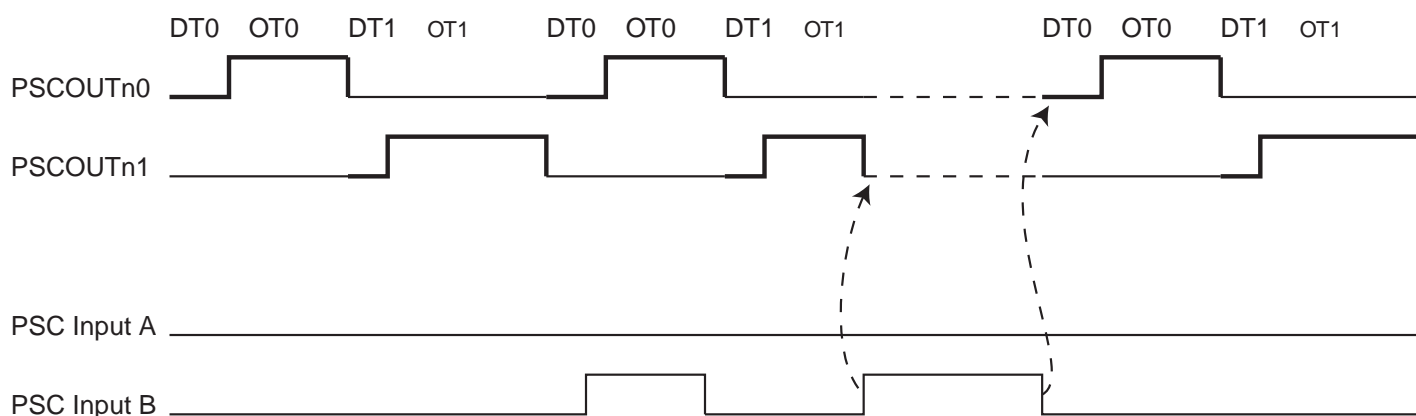 DT0 OT0 DT1 OT1 DT0 OT0 DT1 OT1 DT0 OT0 DT1 OT1
PSCOUTn0
PSCOUTn1
PSC Input A
PSC Input B